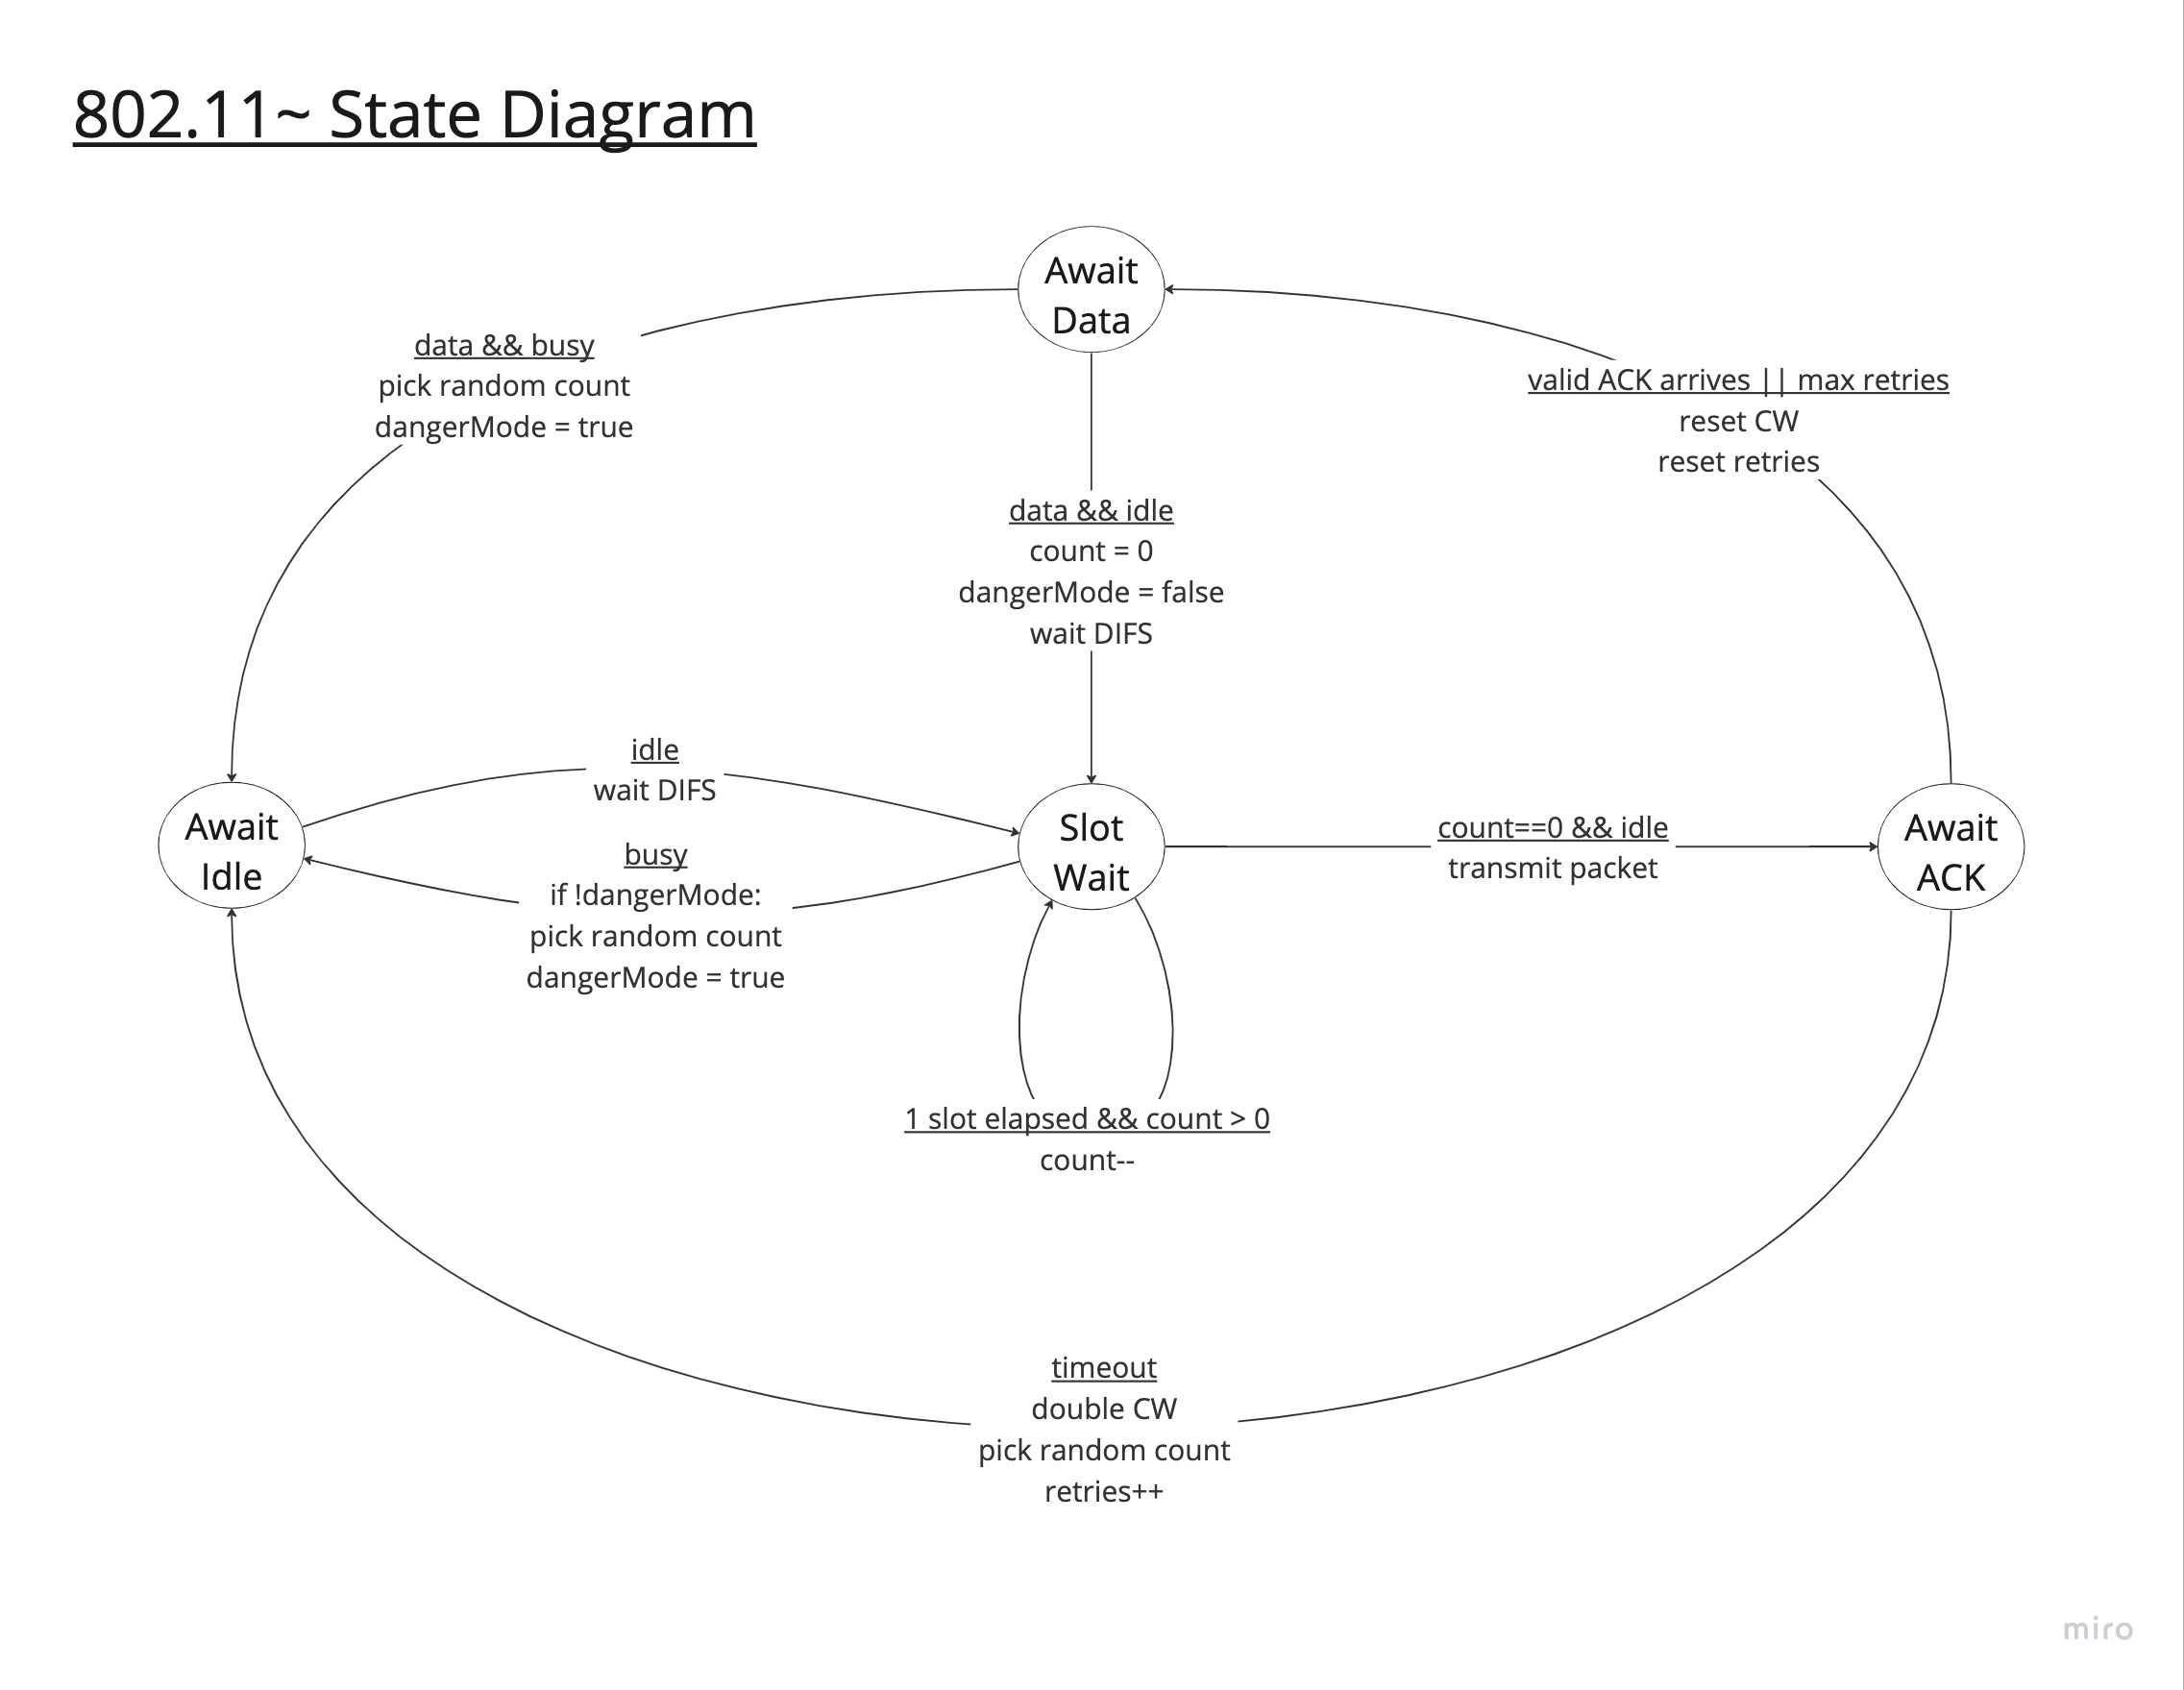 802.11~ State Diagram
Await
Data
data && busy
pick random count
dangerMode = true
valid ACK arrives || max retries
reset CW
reset retries
data && idle
count = 0
dangerMode = false
wait DIFS
idle
wait DIFS
Await
Idle
busy
if !dangerMode:
pick random count
dangerMode = true
Slot
Wait
count==0 && idle
transmit packet
Await
ACK
1 slot elapsed && count > 0
count--
timeout
double CW
pick random count
retries++
miro